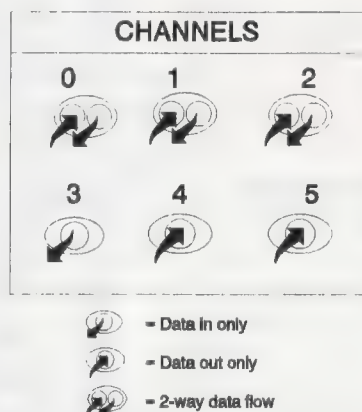 CHANNELS
0 1 2
3 4 5
= Data in only
= Data out only
= 2-way data flow